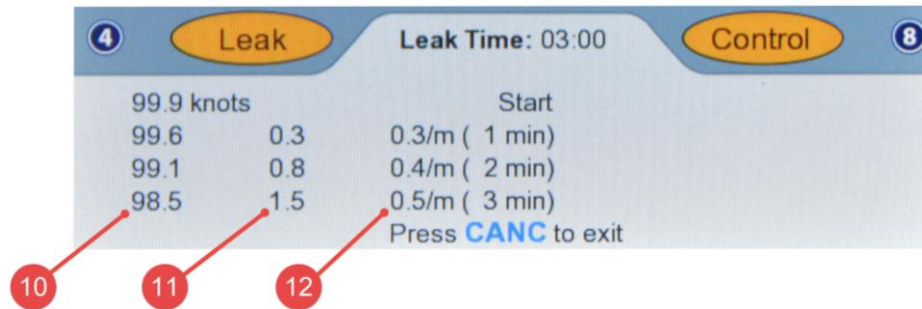 4 Leak Leak Time: 03:00 Control 8
99.9 knots Start
99.6 0.3 0.3/m ( 1 min)
99.1 0.8 0.4/m ( 2 min)
98.5 1.5 0.5/m ( 3 min)
Press CANC to exit
10 11 12